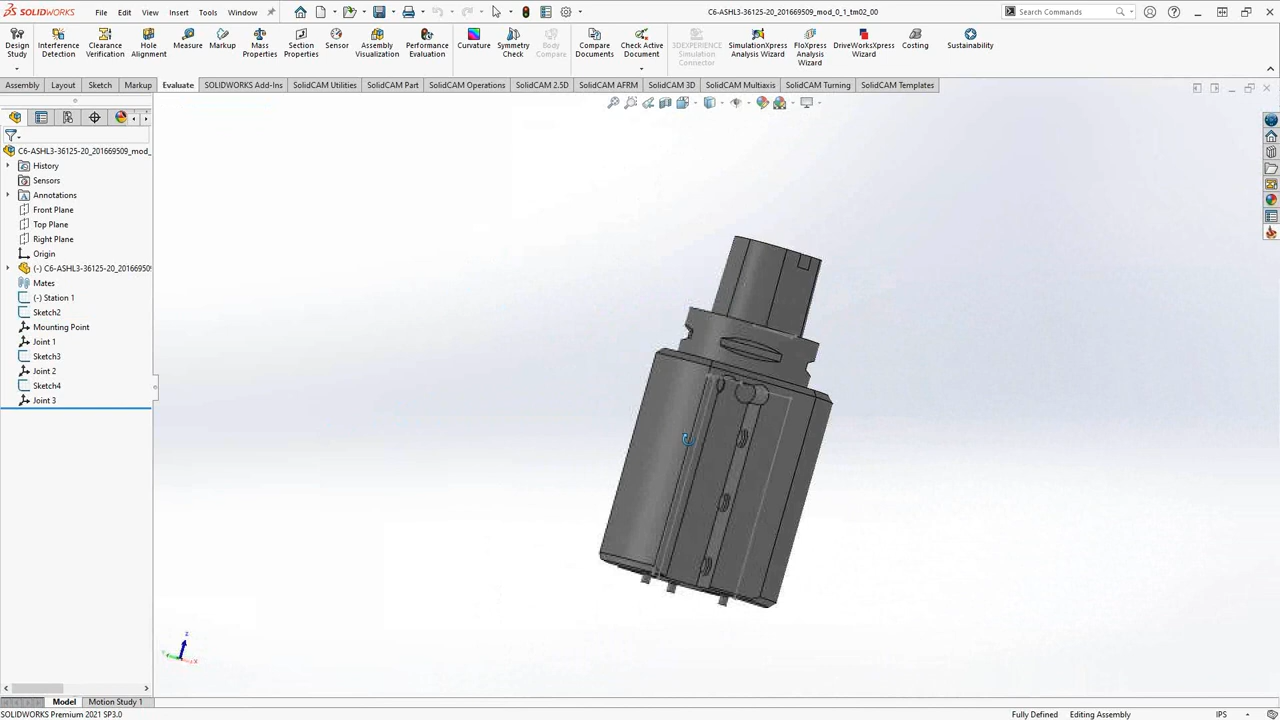 SOLIDWORKS File Edit View Insert Tools Window C6-ASHL3-36125-20_201669509_mod_0_1_tm02_00 Search Commands
Design Study
Interference Detection
Clearance Verification
Hole Alignment
Measure
Markup
Mass Properties
Section Properties
Sensor
Assembly Visualization
Performance Evaluation
Curvature
Symmetry Check
Body Compare
Compare Documents
Check Active Document
3DEXPERIENCE Simulation Connector
SimulationXpress Analysis Wizard
FloXpress Analysis Wizard
DriveWorksXpress Wizard
Costing
Sustainability
Assembly Layout Sketch Markup Evaluate SOLIDWORKS Add-Ins SolidCAM Utilities SolidCAM Part SolidCAM Operations SolidCAM 2.5D SolidCAM AFRM SolidCAM 3D SolidCAM Multiaxis SolidCAM Turning SolidCAM Templates
C6-ASHL3-36125-20_201669509_mod_
History
Sensors
Annotations
Front Plane
Top Plane
Right Plane
Origin
(-) C6-ASHL3-36125-20_20166950
Mates
(-) Station 1
Sketch2
Mounting Point
Joint 1
Sketch3
Joint 2
Sketch4
Joint 3
Z
Y
X
Model Motion Study 1
SOLIDWORKS Premium 2021 SP3.0 Fully Defined Editing Assembly IPS